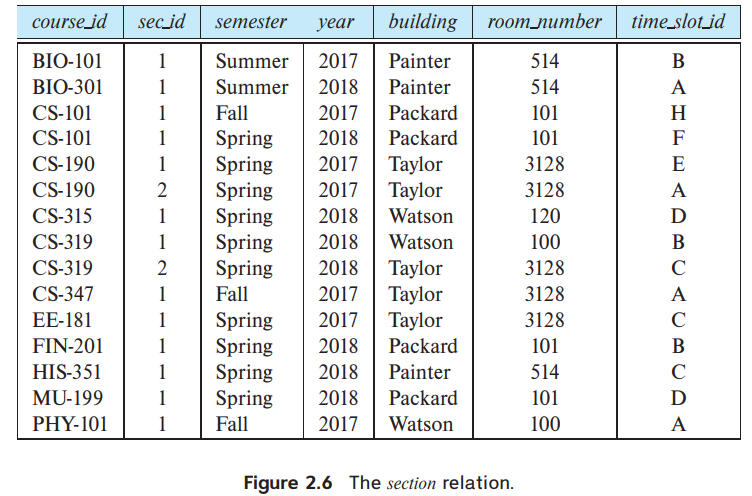 course_id sec_id semester year building room_number time_slot_id
BIO-101 1 Summer 2017 Painter 514 B
BIO-301 1 Summer 2018 Painter 514 A
CS-101 1 Fall 2017 Packard 101 H
CS-101 1 Spring 2018 Packard 101 F
CS-190 1 Spring 2017 Taylor 3128 E
CS-190 2 Spring 2017 Taylor 3128 A
CS-315 1 Spring 2018 Watson 120 D
CS-319 1 Spring 2018 Watson 100 B
CS-319 2 Spring 2018 Taylor 3128 C
CS-347 1 Fall 2017 Taylor 3128 A
EE-181 1 Spring 2017 Taylor 3128 C
FIN-201 1 Spring 2018 Packard 101 B
HIS-351 1 Spring 2018 Painter 514 C
MU-199 1 Spring 2018 Packard 101 D
PHY-101 1 Fall 2017 Watson 100 A
Figure 2.6 The section relation.